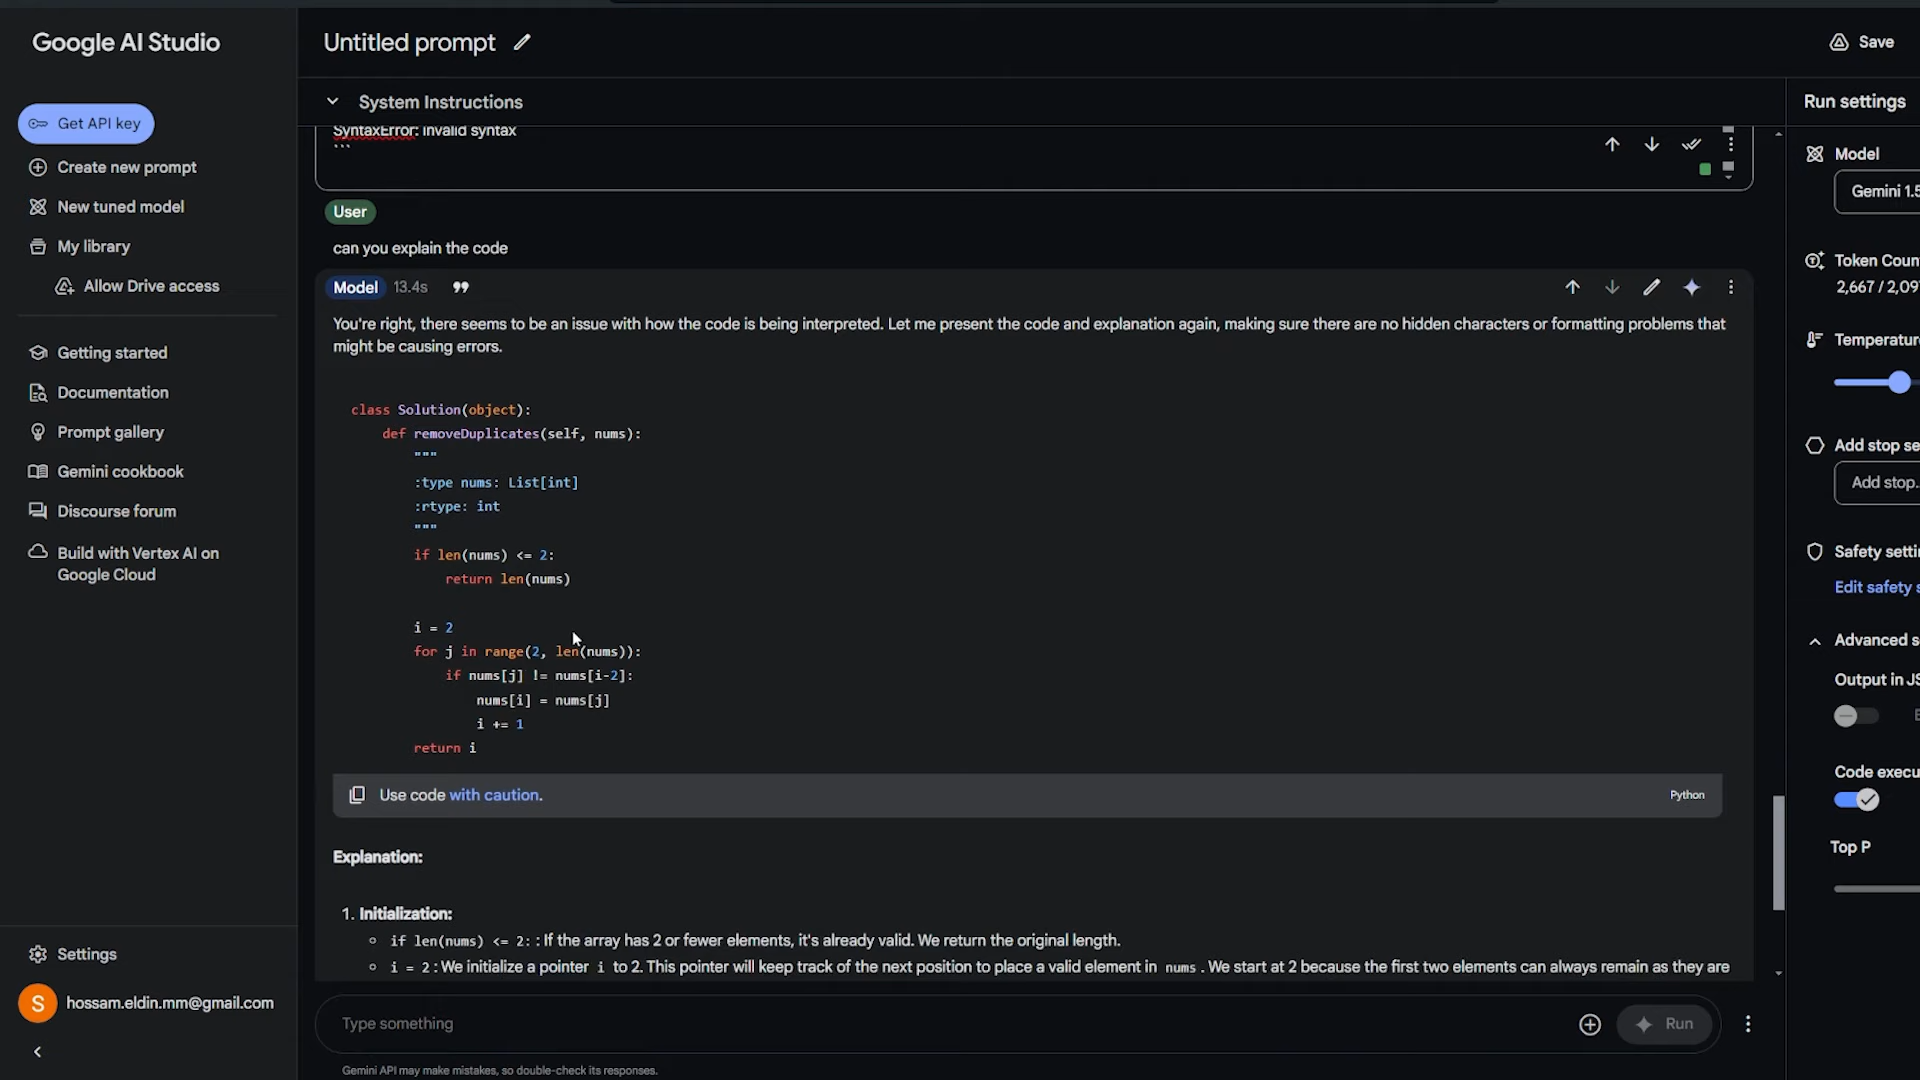 Google AI Studio
Get API key
Create new prompt
New tuned model
My library
Allow Drive access
Getting started
Documentation
Prompt gallery
Gemini cookbook
Discourse forum
Build with Vertex AI on
Google Cloud
Settings
S
hossam.eldin.mm@gmail.com
Untitled prompt
Save
System Instructions
SyntaxError: invalid syntax
```
User
can you explain the code
Model 13.4s
You're right, there seems to be an issue with how the code is being interpreted. Let me present the code and explanation again, making sure there are no hidden characters or formatting problems that
might be causing errors.
class Solution(object):
def removeDuplicates(self, nums):
"""
:type nums: List[int]
:rtype: int
"""
if len(nums) <= 2:
return len(nums)
i = 2
for j in range(2, len(nums)):
if nums[j] != nums[i-2]:
nums[i] = nums[j]
i += 1
return i
Use code with caution.
Python
Explanation:
1. Initialization:
if len(nums) <= 2: : If the array has 2 or fewer elements, it's already valid. We return the original length.
i = 2 : We initialize a pointer i to 2. This pointer will keep track of the next position to place a valid element in nums . We start at 2 because the first two elements can always remain as they are
Type something
Run
Gemini API may make mistakes, so double-check its responses.
Run settings
Model
Gemini 1.5
Token Coun
2,667 / 2,09
Temperature
Add stop se
Add stop..
Safety setti
Edit safety s
Advanced s
Output in JS
Code execu
Top P